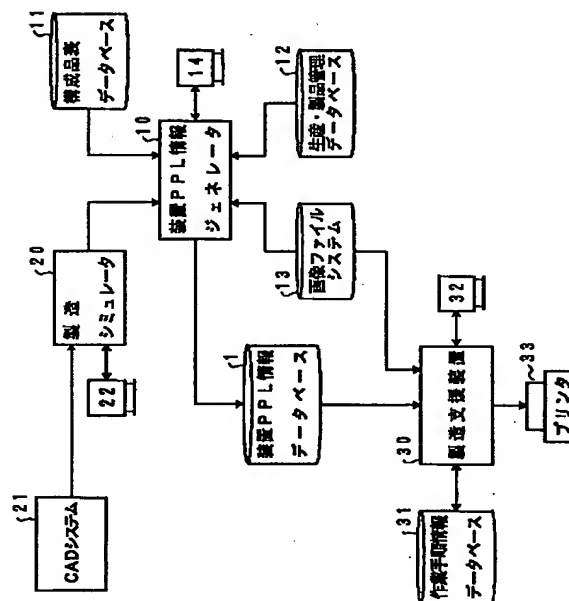 21
CADシステム
20
製造
シミュレータ
22
11
構成品表
データベース
10
装置PPL情報
ジェネレータ
14
12
生産・製品管理
データベース
13
画像ファイル
システム
1
装置PPL情報
データベース
30
製造支援装置
32
33
プリンタ
31
作業手順情報
データベース